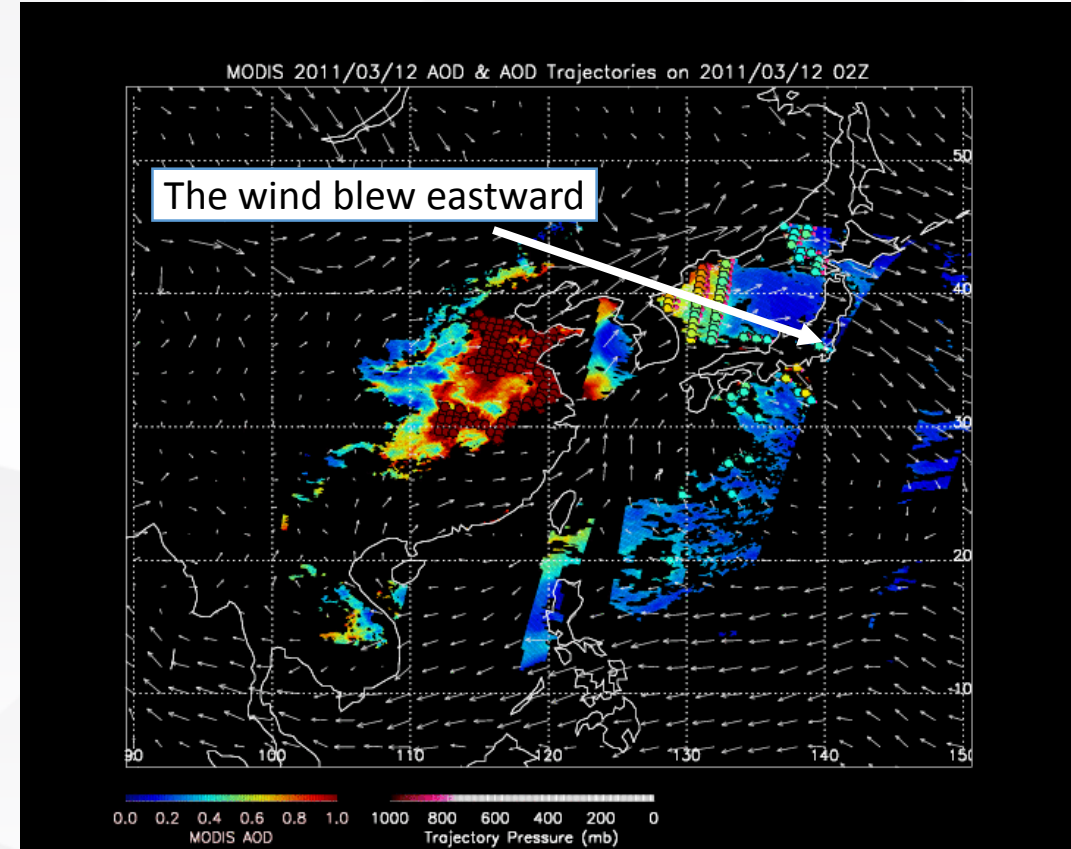 MODIS 2011/03/12 AOD & AOD Trajectories on 2011/03/12 02Z
50
The wind blew eastward
40
30
20
10
90 100 110 120 130 140 150
0.0 0.2 0.4 0.6 0.8 1.0 1000 800 600 400 200 0
MODIS AOD Trajectory Pressure (mb)